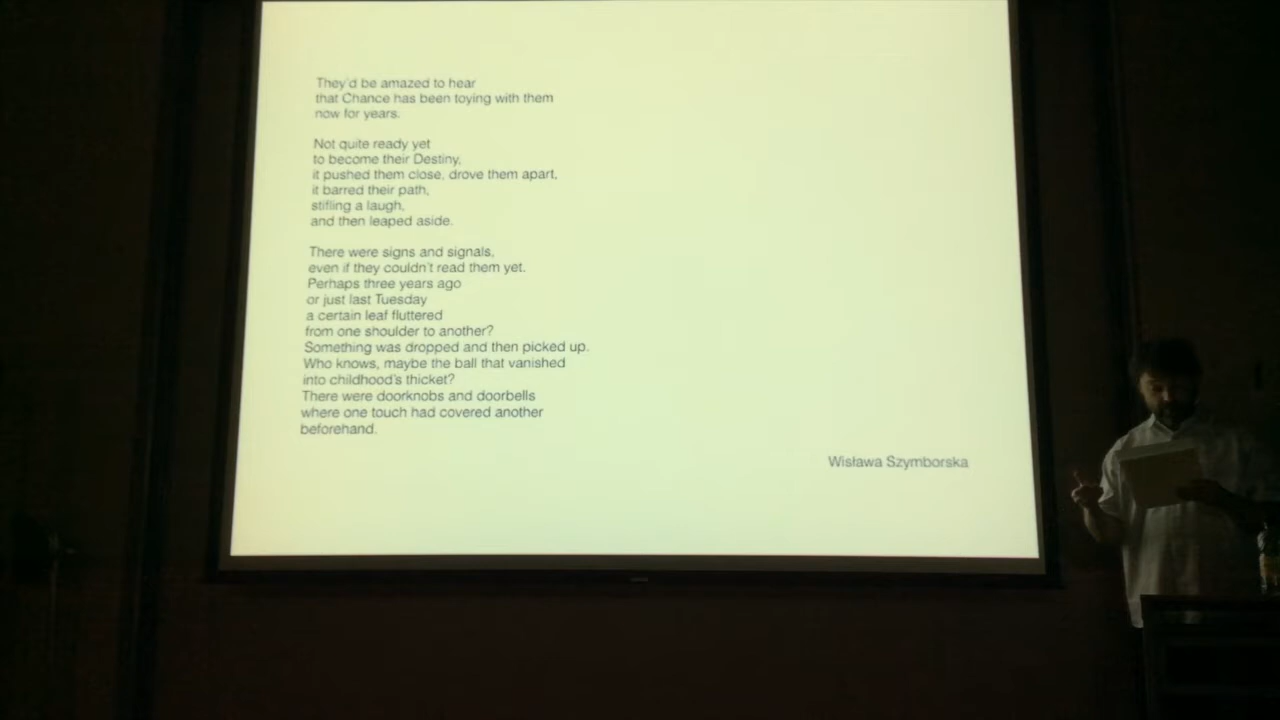 They'd be amazed to hear
that Chance has been toying with them
now for years.
Not quite ready yet
to become their Destiny,
it pushed them close, drove them apart,
it barred their path,
stifling a laugh,
and then leaped aside.
There were signs and signals,
even if they couldn't read them yet.
Perhaps three years ago
or just last Tuesday
a certain leaf fluttered
from one shoulder to another?
Something was dropped and then picked up.
Who knows, maybe the ball that vanished
into childhood's thicket?
There were doorknobs and doorbells
where one touch had covered another
beforehand.
Wisława Szymborska